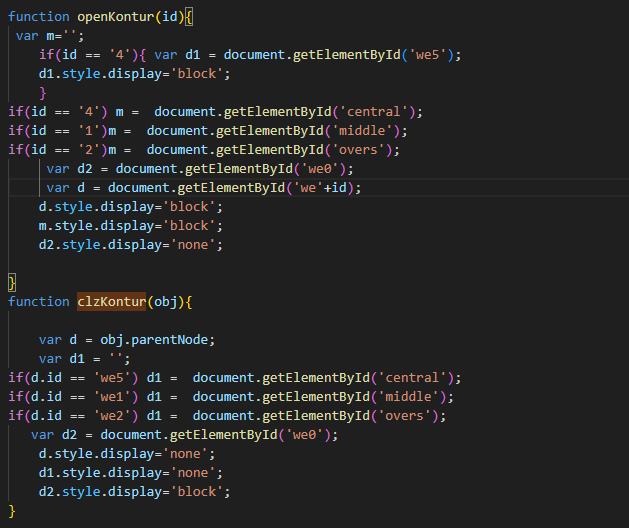 function openKontur(id){
var m='';
if(id == '4'){ var d1 = document.getElementById('we5');
d1.style.display='block';
}
if(id == '4') m =  document.getElementById('central');
if(id == '1')m =  document.getElementById('middle');
if(id == '2')m =  document.getElementById('overs');
var d2 = document.getElementById('we0');
var d = document.getElementById('we'+id);
d.style.display='block';
m.style.display='block';
d2.style.display='none';
}
function clzKontur(obj){
var d = obj.parentNode;
var d1 = '';
if(d.id == 'we5') d1 =  document.getElementById('central');
if(d.id == 'we1') d1 =  document.getElementById('middle');
if(d.id == 'we2') d1 =  document.getElementById('overs');
var d2 = document.getElementById('we0');
d.style.display='none';
d1.style.display='none';
d2.style.display='block';
}